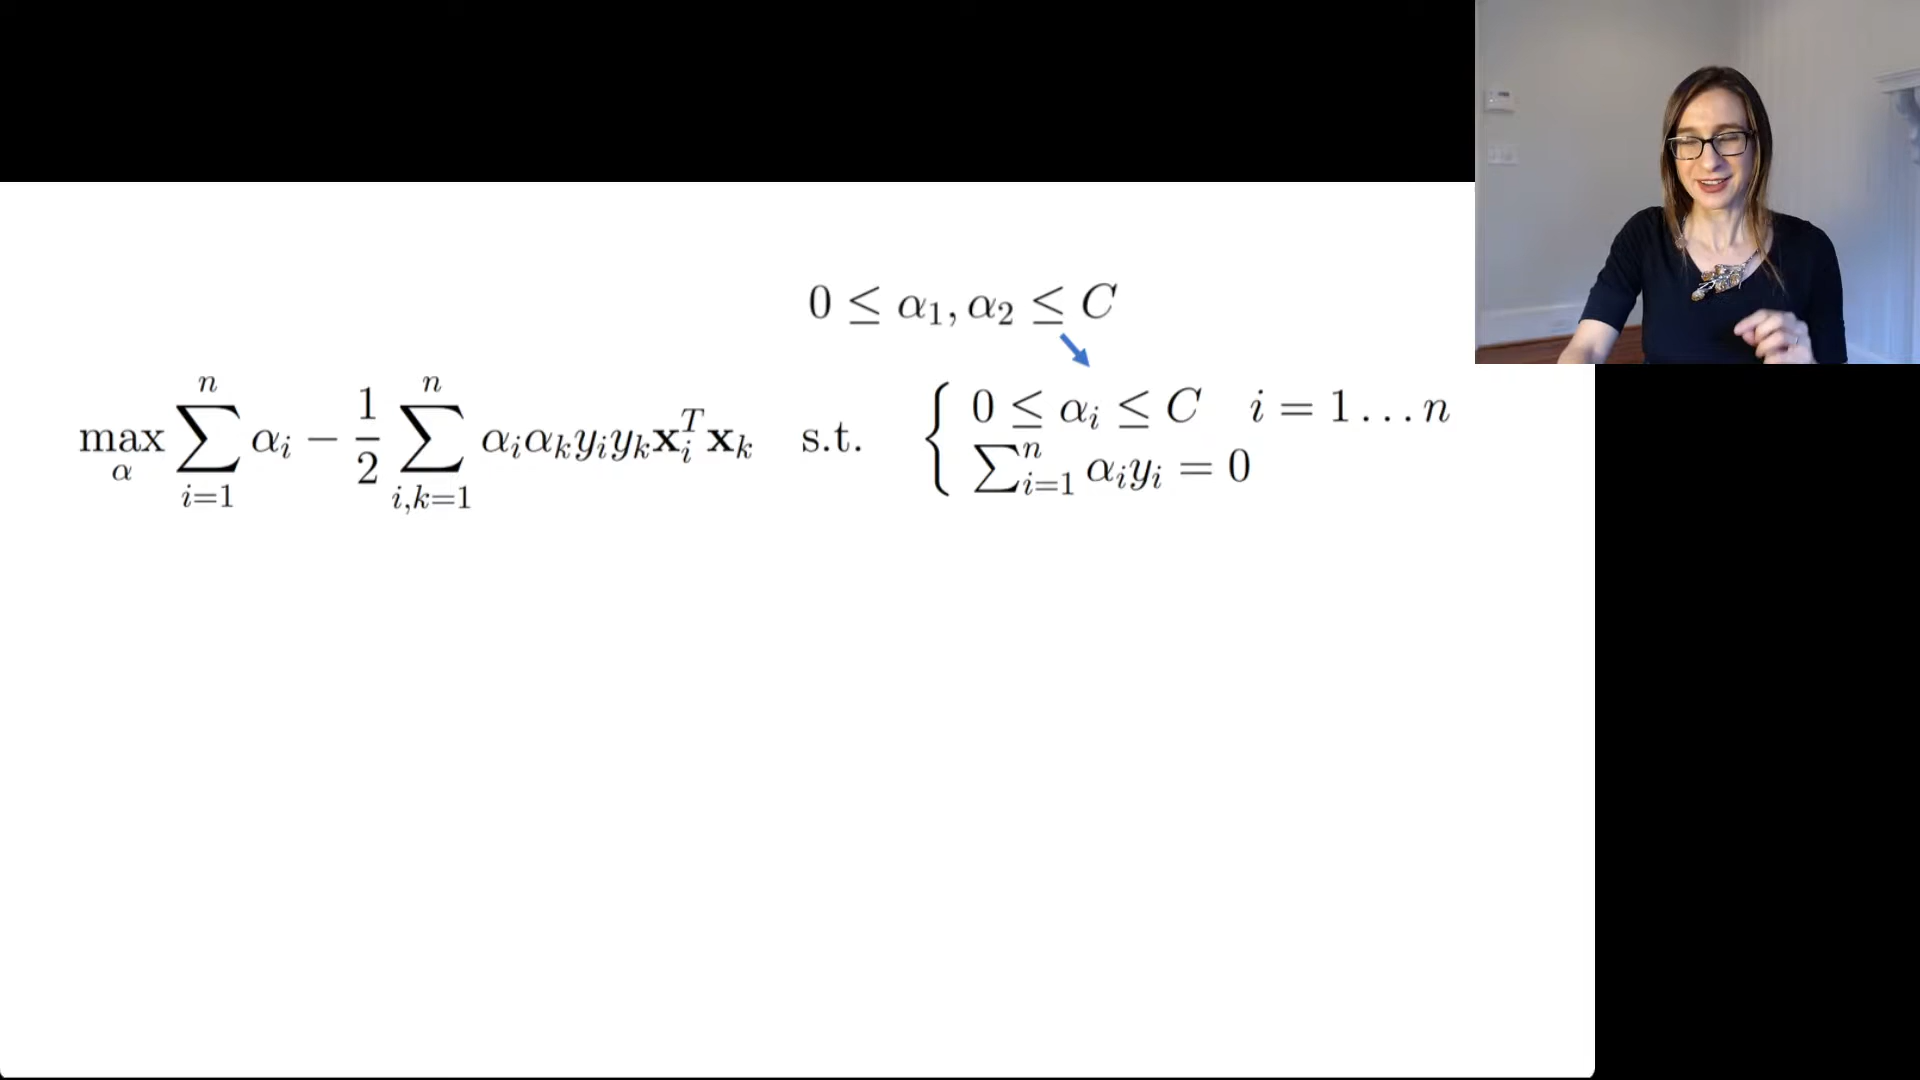 0 ≤ α₁, α₂ ≤ C
max_α ∑_{i=1}^{n} α_i − 1/2 ∑_{i,k=1}^{n} α_i α_k y_i y_k 𝐱_i^T 𝐱_k s.t. { 0 ≤ α_i ≤ C i = 1 … n
∑_{i=1}^{n} α_i y_i = 0